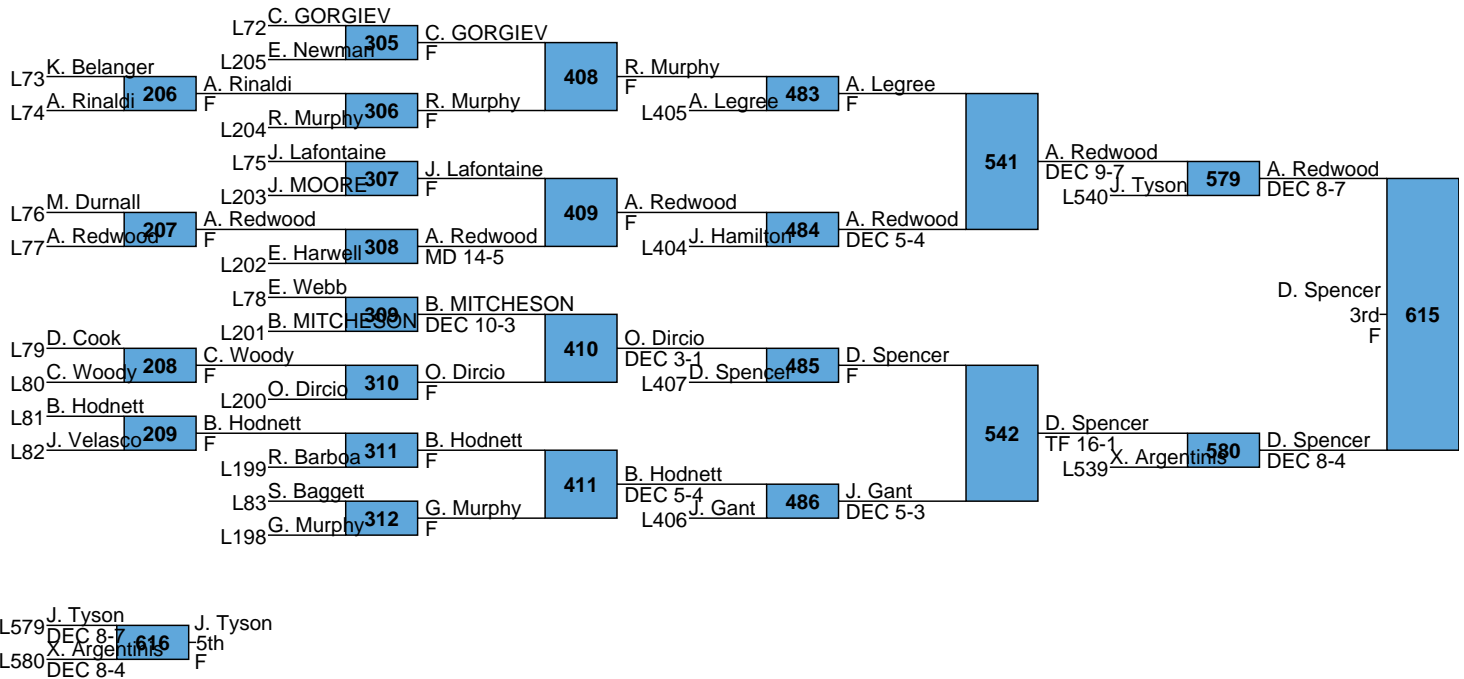 C. GORGIEV
L72
305
C. GORGIEV
F
E. Newman
L205
K. Belanger
L73
206
A. Rinaldi
F
A. Rinaldi
L74
306
R. Murphy
F
R. Murphy
L204
408
R. Murphy
F
A. Legree
L405
483
A. Legree
F
J. Lafontaine
L75
307
J. Lafontaine
F
J. MOORE
L203
M. Durnall
L76
207
A. Redwood
F
A. Redwood
L77
308
A. Redwood
MD 14-5
E. Harwell
L202
409
A. Redwood
F
J. Hamilton
L404
484
A. Redwood
DEC 5-4
541
A. Redwood
DEC 9-7
J. Tyson
L540
579
A. Redwood
DEC 8-7
E. Webb
L78
309
B. MITCHESON
DEC 10-3
B. MITCHESON
L201
D. Cook
L79
208
C. Woody
F
C. Woody
L80
310
O. Dircio
F
O. Dircio
L200
410
O. Dircio
DEC 3-1
D. Spencer
L407
485
D. Spencer
F
B. Hodnett
L81
209
B. Hodnett
F
J. Velasco
L82
311
B. Hodnett
F
R. Barboa
L199
S. Baggett
L83
312
G. Murphy
F
G. Murphy
L198
411
B. Hodnett
DEC 5-4
J. Gant
L406
486
J. Gant
DEC 5-3
542
D. Spencer
TF 16-1
X. Argentinis
L539
580
D. Spencer
DEC 8-4
D. Spencer
3rd
F
615
J. Tyson
L579
DEC 8-7
616
J. Tyson
5th
F
X. Argentinis
L580
DEC 8-4